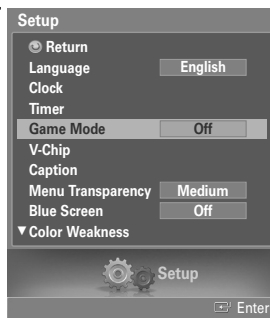 Setup
Return
Language English
Clock
Timer
Game Mode Off
V-Chip
Caption
Menu Transparency Medium
Blue Screen Off
▼Color Weakness
Setup
Enter